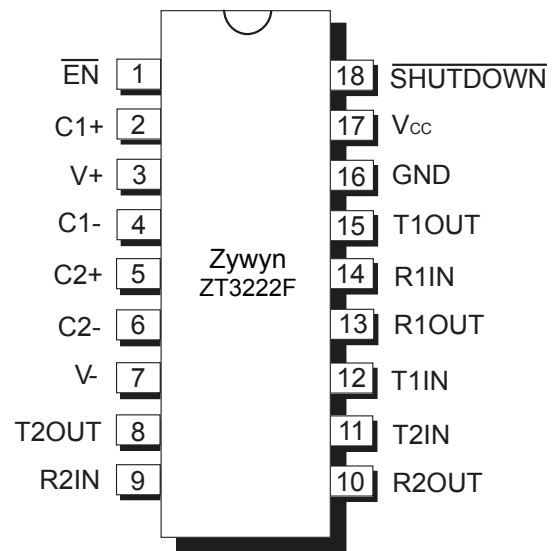 EN 1
C1+ 2
V+ 3
C1- 4
C2+ 5
C2- 6
V- 7
T2OUT 8
R2IN 9
Zywyn
ZT3222F
18 SHUTDOWN
17 Vcc
16 GND
15 T1OUT
14 R1IN
13 R1OUT
12 T1IN
11 T2IN
10 R2OUT